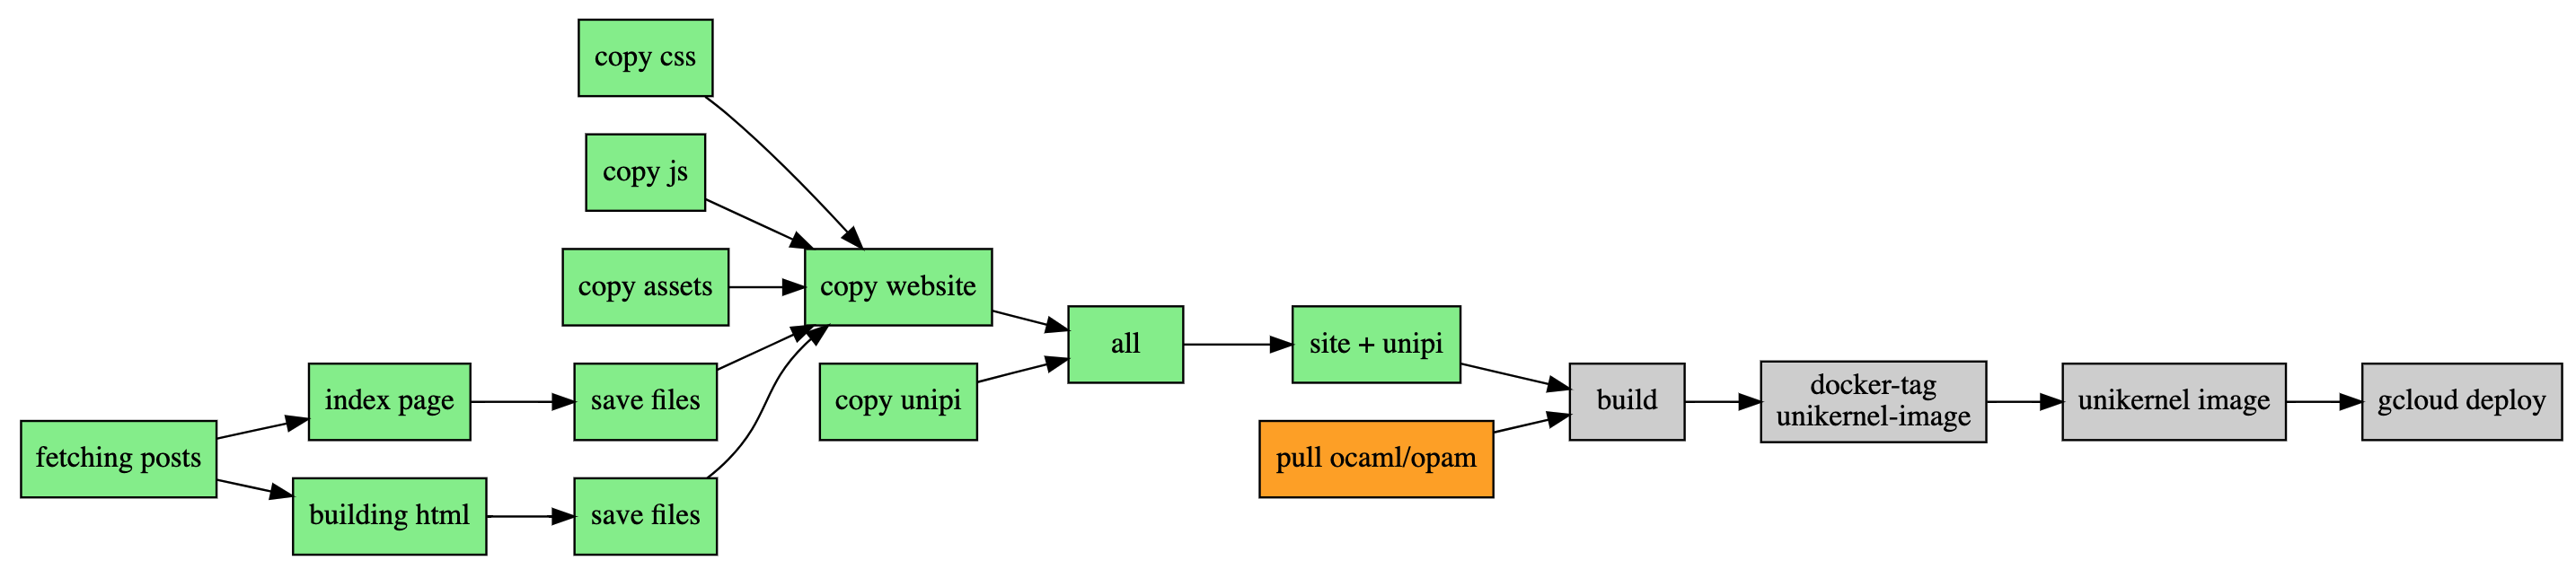 copy css
copy js
copy assets
copy website
index page
save files
fetching posts
building html
save files
copy unipi
all
site + unipi
pull ocaml/opam
build
docker-tag
unikernel-image
unikernel image
gcloud deploy